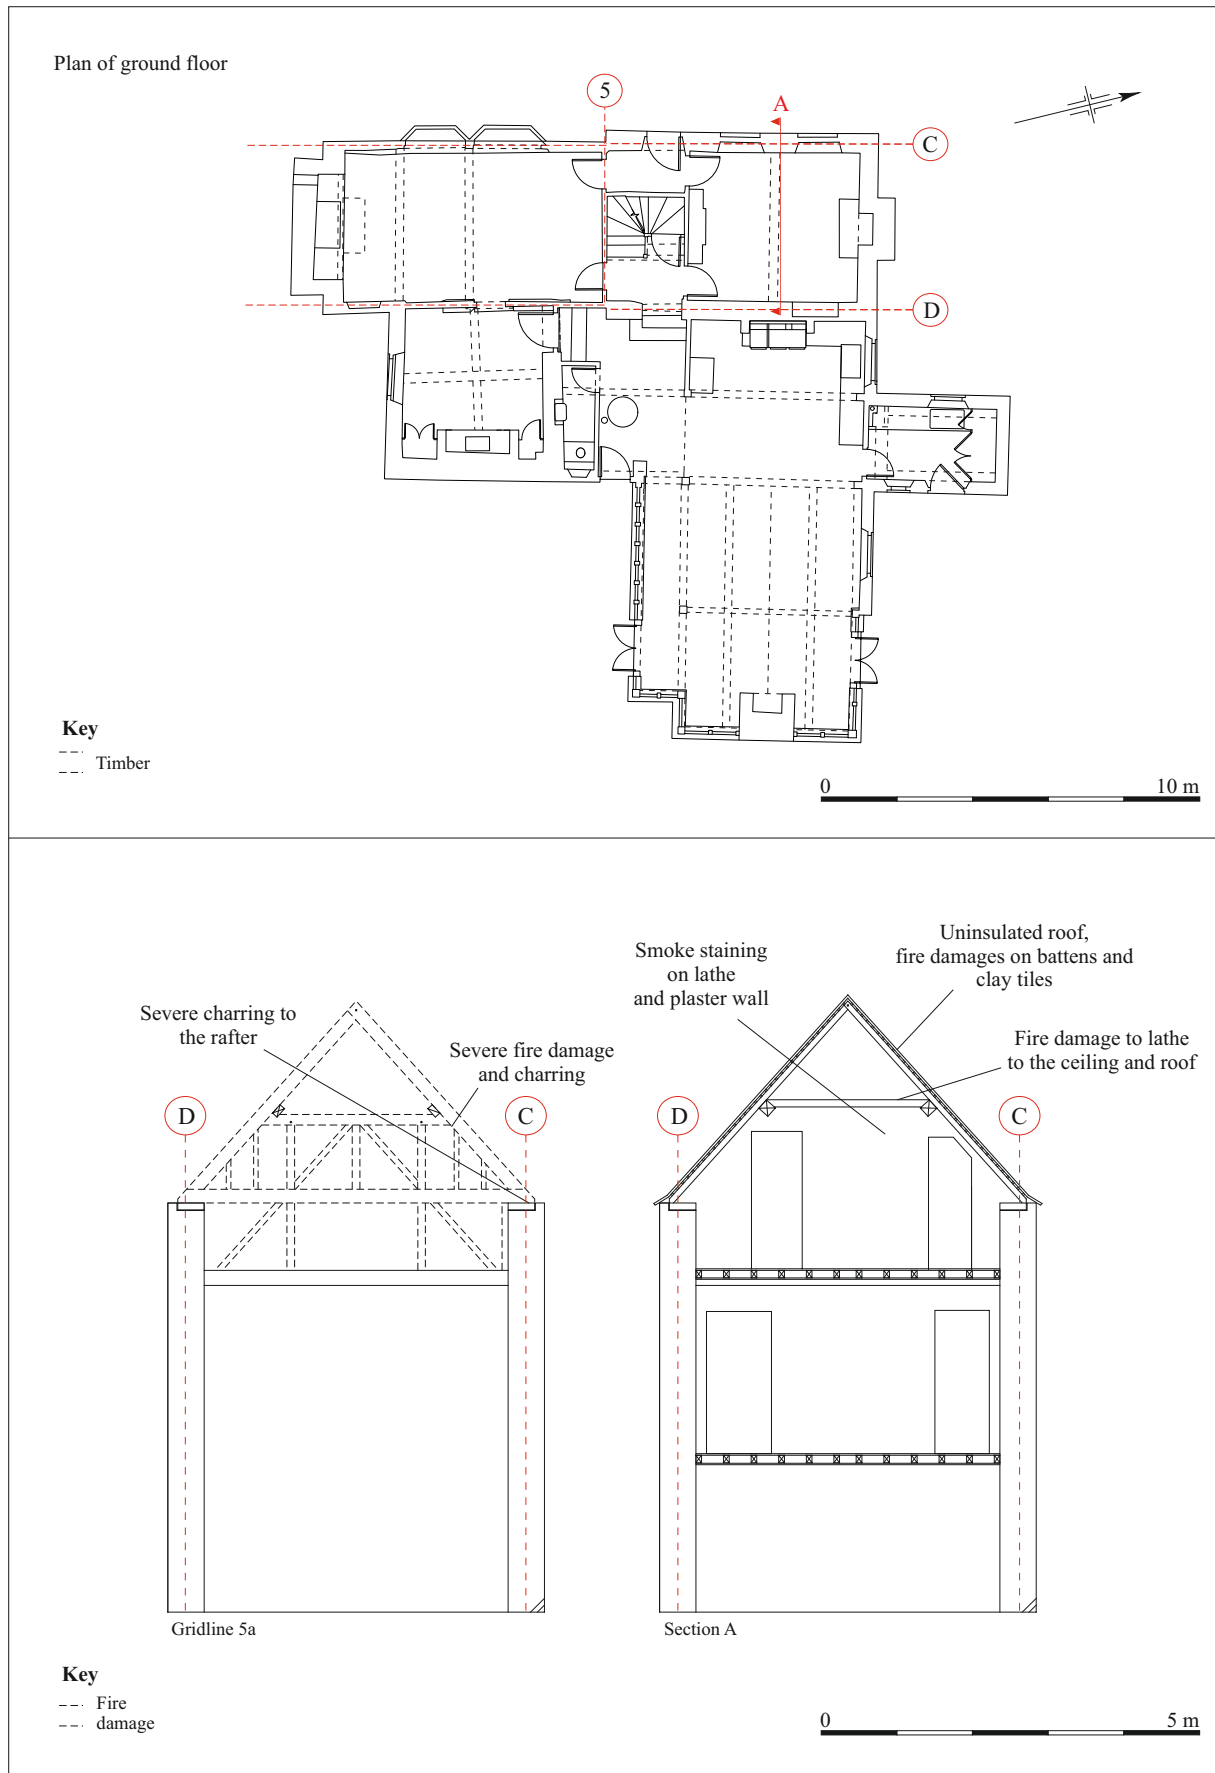 Plan of ground floor
5
A
C
D
Key
Timber
0 10 m
Smoke staining
on lathe
and plaster wall
Uninsulated roof,
fire damages on battens and
clay tiles
Severe charring to
the rafter
Severe fire damage
and charring
Fire damage to lathe
to the ceiling and roof
D
C
D
C
Gridline 5a
Section A
Key
Fire
damage
0 5 m